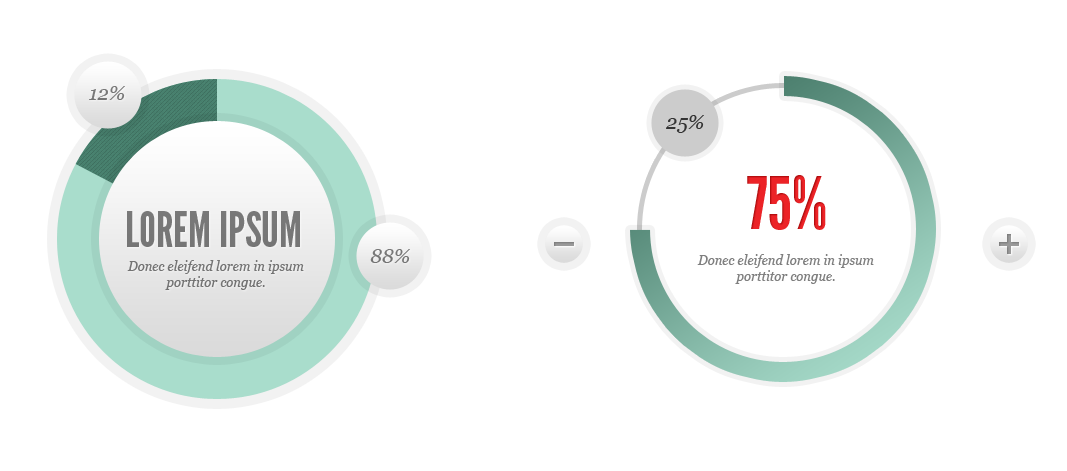 12%
LOREM IPSUM
Donec eleifend lorem in ipsum
porttitor congue.
88%
25%
75%
Donec eleifend lorem in ipsum
porttitor congue.